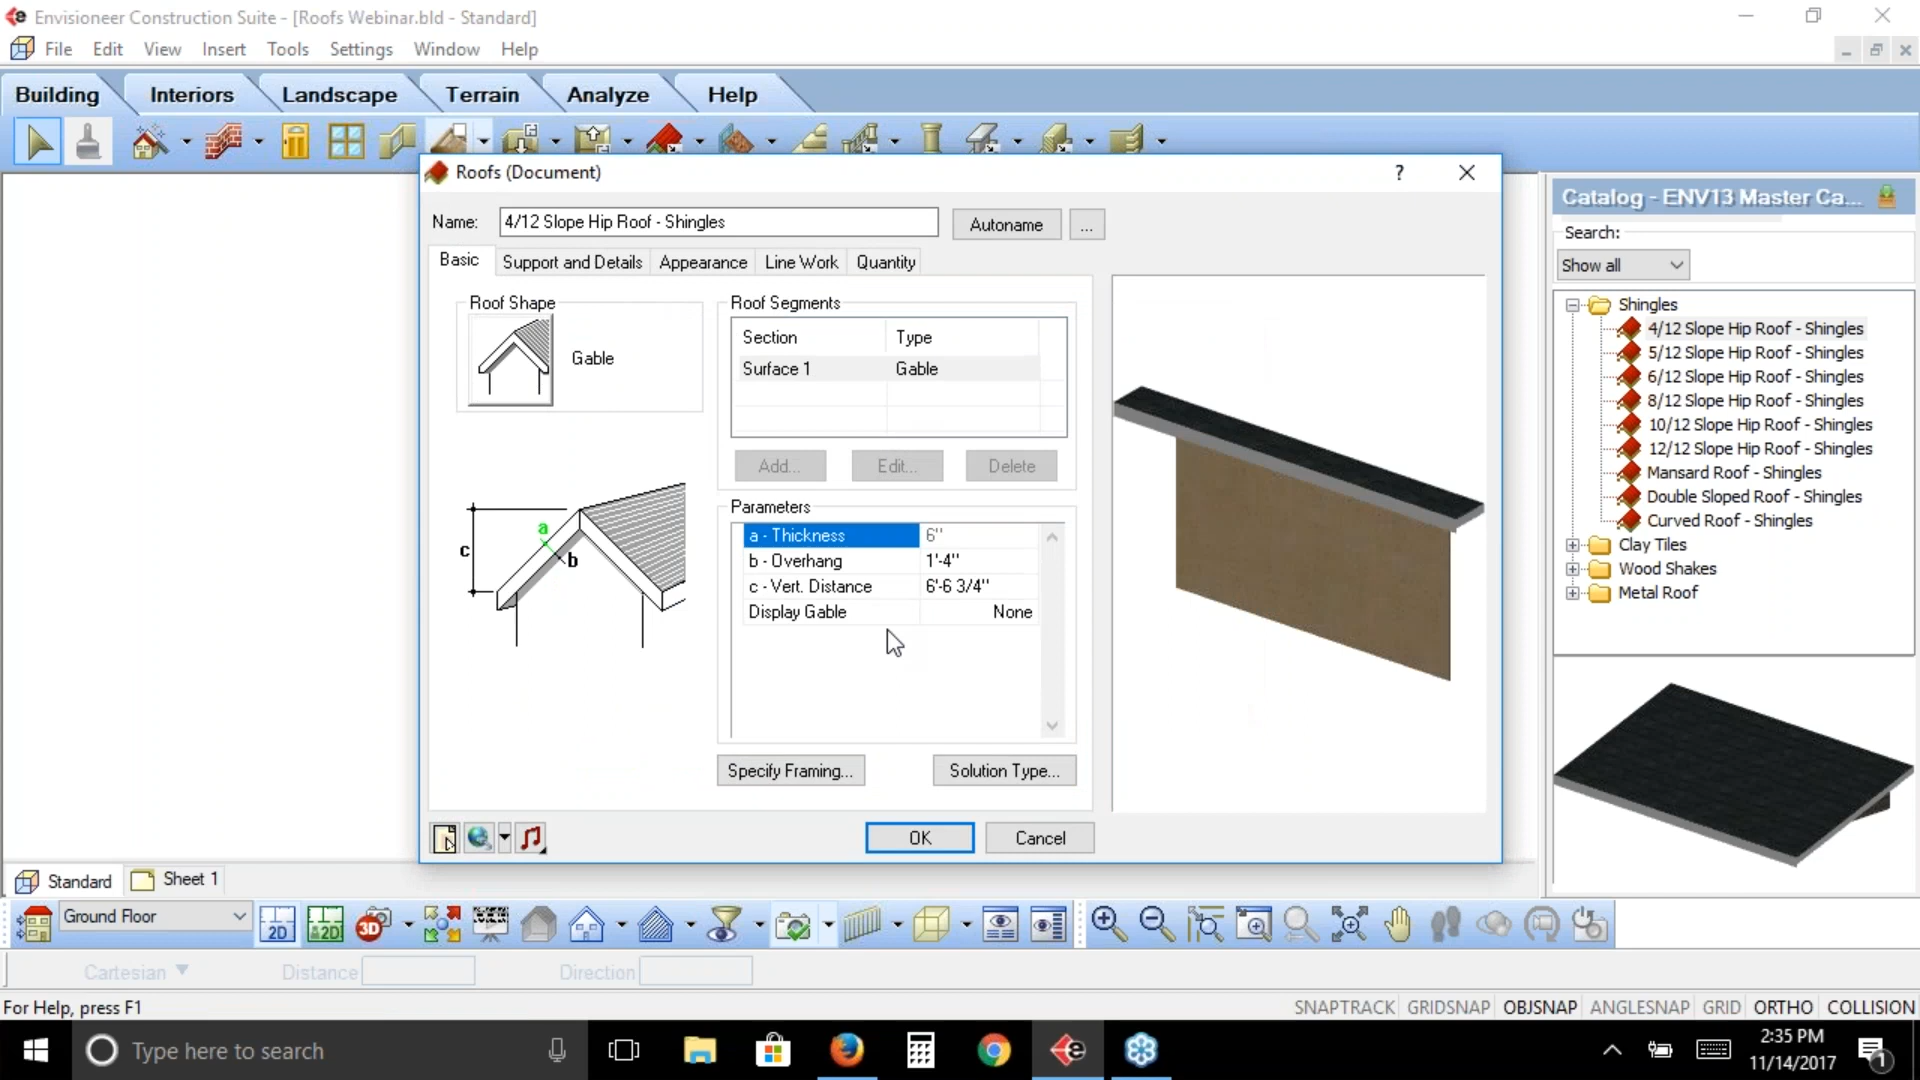 Envisioneer Construction Suite - [Roofs Webinar.bld - Standard]
File Edit View Insert Tools Settings Window Help
Building Interiors Landscape Terrain Analyze Help
Roofs (Document) ?
Name: 4/12 Slope Hip Roof - Shingles Autoname ...
Basic Support and Details Appearance Line Work Quantity
Roof Shape
Gable
a
b
c
Roof Segments
Section Type
Surface 1 Gable
Add... Edit... Delete
Parameters
a - Thickness 6''
b - Overhang 1'-4''
c - Vert. Distance 6'-6 3/4''
Display Gable None
Specify Framing... Solution Type...
OK Cancel
Catalog - ENV13 Master Ca...
Search:
Show all
Shingles
4/12 Slope Hip Roof - Shingles
5/12 Slope Hip Roof - Shingles
6/12 Slope Hip Roof - Shingles
8/12 Slope Hip Roof - Shingles
10/12 Slope Hip Roof - Shingles
12/12 Slope Hip Roof - Shingles
Mansard Roof - Shingles
Double Sloped Roof - Shingles
Curved Roof - Shingles
Clay Tiles
Wood Shakes
Metal Roof
Standard Sheet 1
Ground Floor 2D 2D 3D
Cartesian Distance Direction
For Help, press F1 SNAPTRACK GRIDSNAP OBJSNAP ANGLESNAP GRID ORTHO COLLISION
Type here to search
2:35 PM
11/14/2017
1